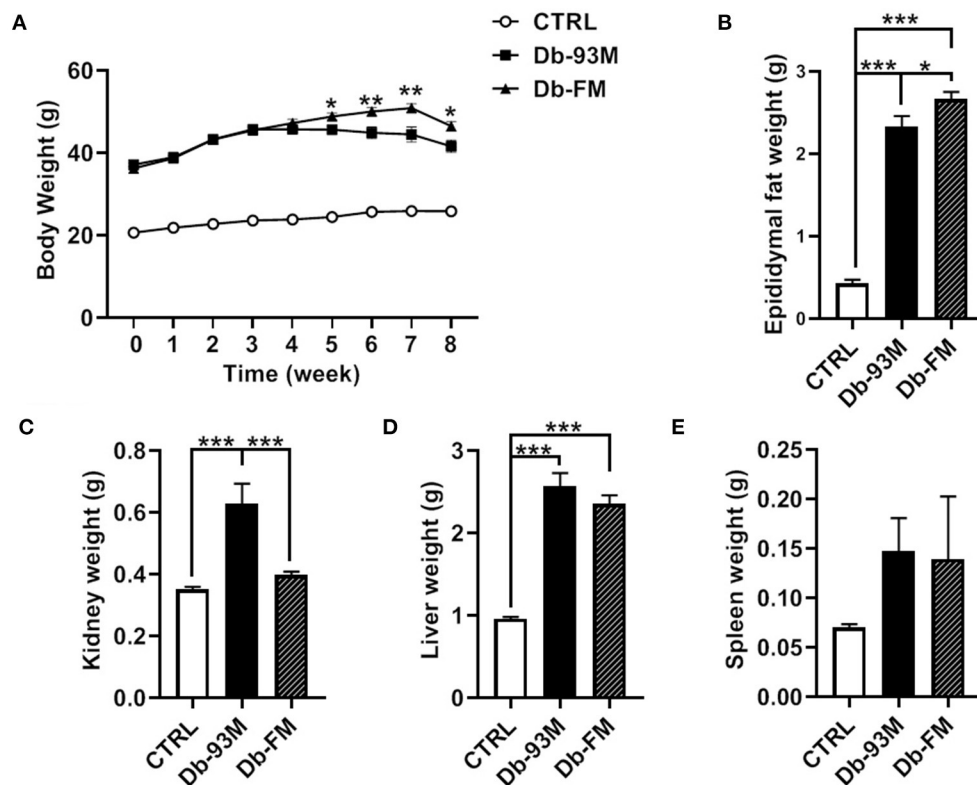 A
CTRL
Db-93M
Db-FM
Body Weight (g)
60
40
20
0
* ** ** *
0 1 2 3 4 5 6 7 8
Time (week)
B
Epididymal fat weight (g)
3
2
1
0
***
*** *
CTRL Db-93M Db-FM
C
Kidney weight (g)
0.8
0.6
0.4
0.2
0.0
*** ***
CTRL Db-93M Db-FM
D
Liver weight (g)
3
2
1
0
***
***
CTRL Db-93M Db-FM
E
Spleen weight (g)
0.25
0.20
0.15
0.10
0.05
0.00
CTRL Db-93M Db-FM